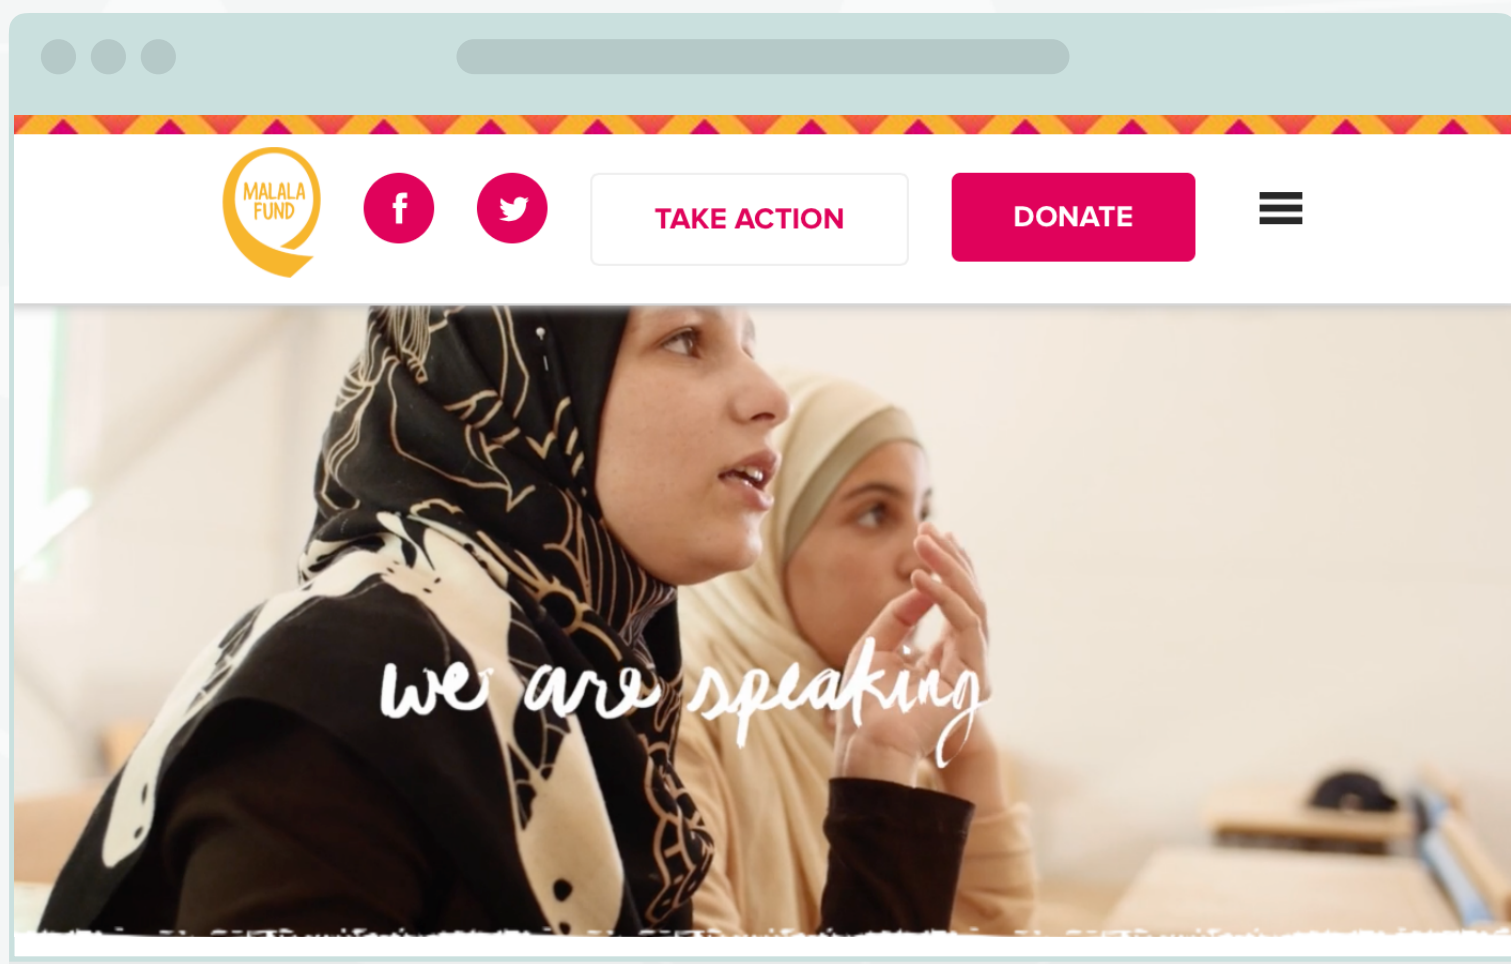 MALALA
FUND
f
TAKE ACTION
DONATE
we are speaking